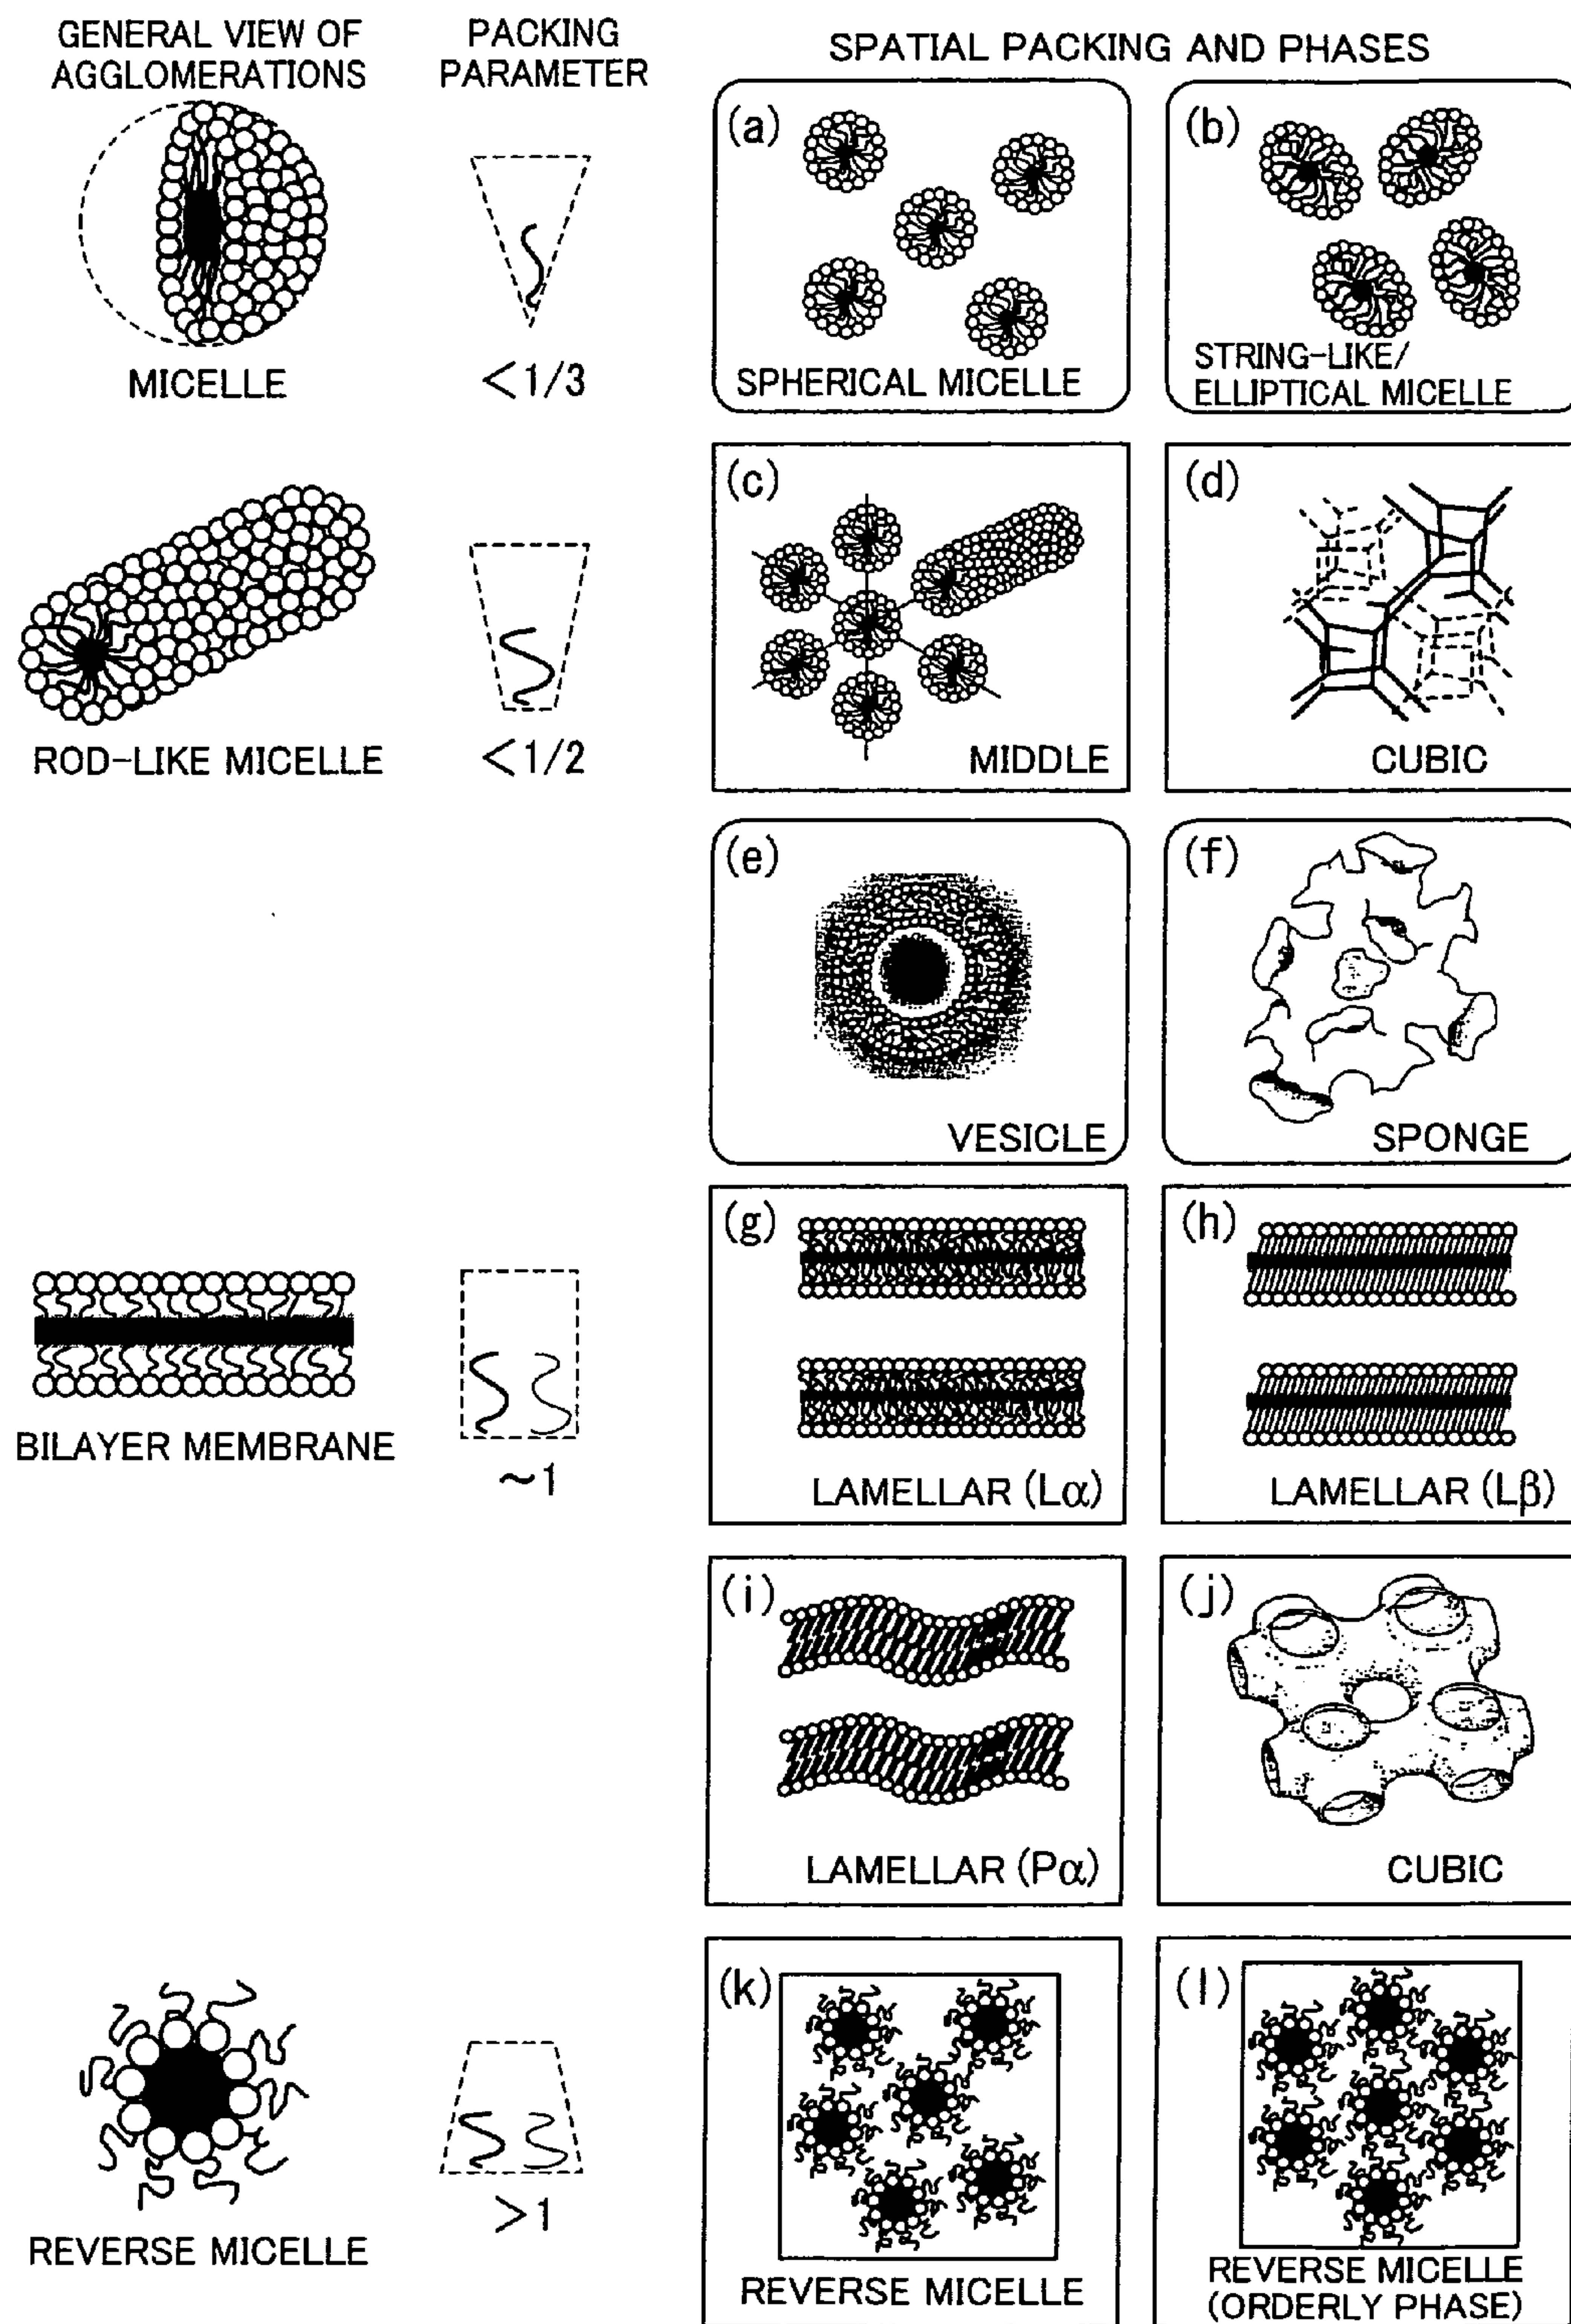 GENERAL VIEW OF
AGGLOMERATIONS
PACKING
PARAMETER
SPATIAL PACKING AND PHASES
MICELLE
<1/3
(a)
SPHERICAL MICELLE
(b)
STRING-LIKE/
ELLIPTICAL MICELLE
ROD-LIKE MICELLE
<1/2
(c)
MIDDLE
(d)
CUBIC
(e)
VESICLE
(f)
SPONGE
BILAYER MEMBRANE
~1
(g)
LAMELLAR (Lα)
(h)
LAMELLAR (Lβ)
(i)
LAMELLAR (Pα)
(j)
CUBIC
REVERSE MICELLE
>1
(k)
REVERSE MICELLE
(l)
REVERSE MICELLE
(ORDERLY PHASE)